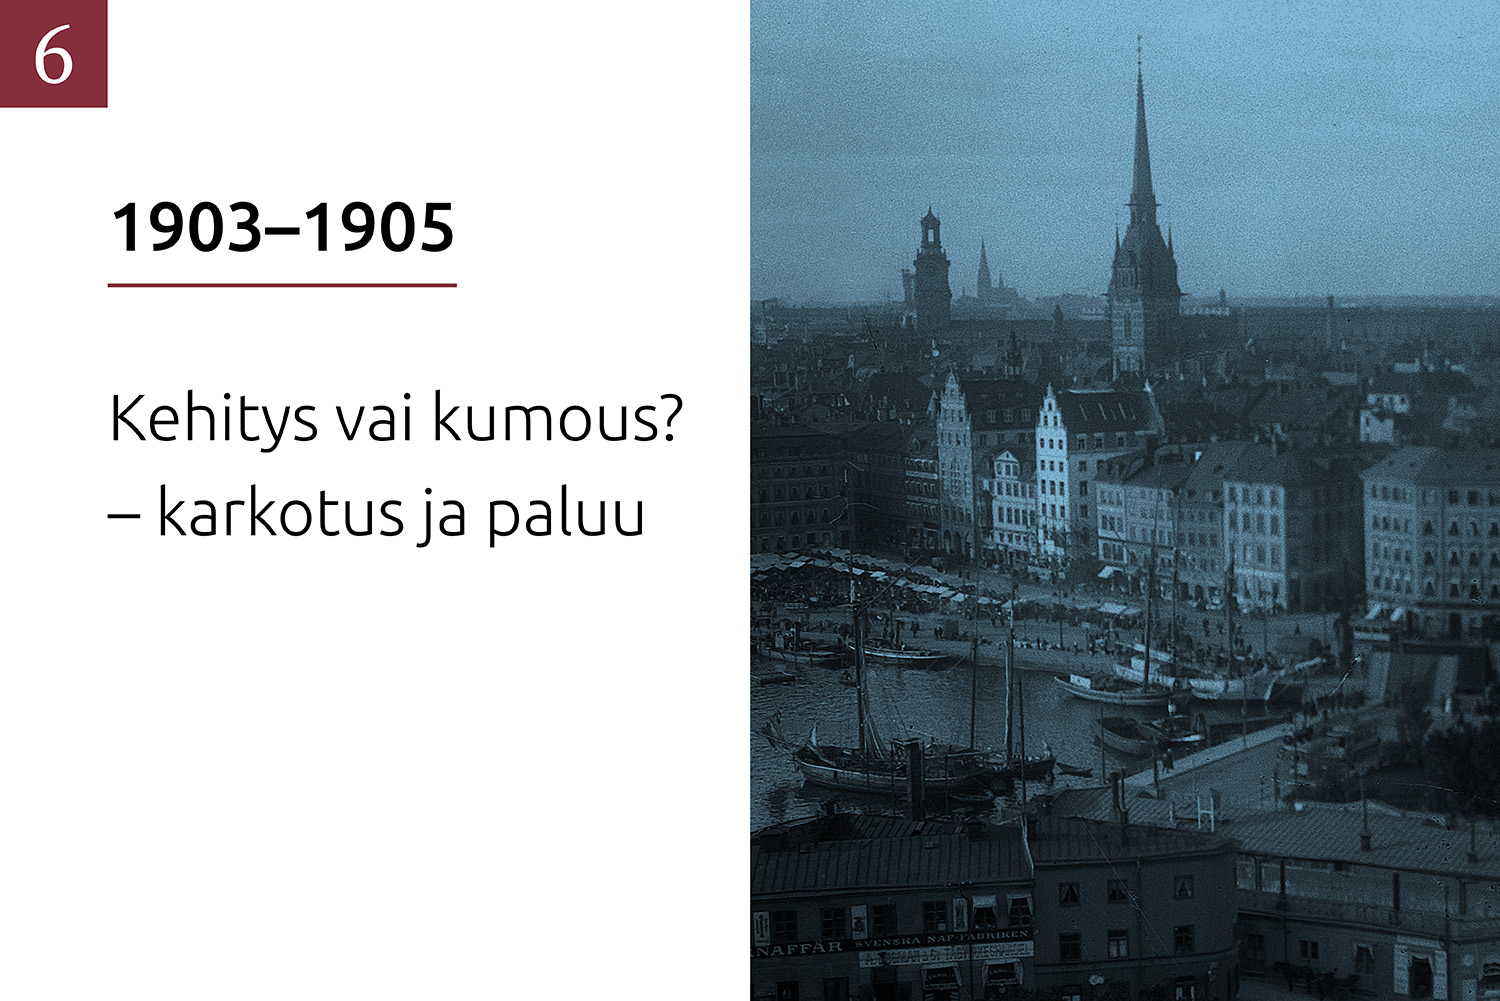 6
1903–1905
Kehitys vai kumous?
– karkotus ja paluu
SVENSKA NAF-FABRIKEN